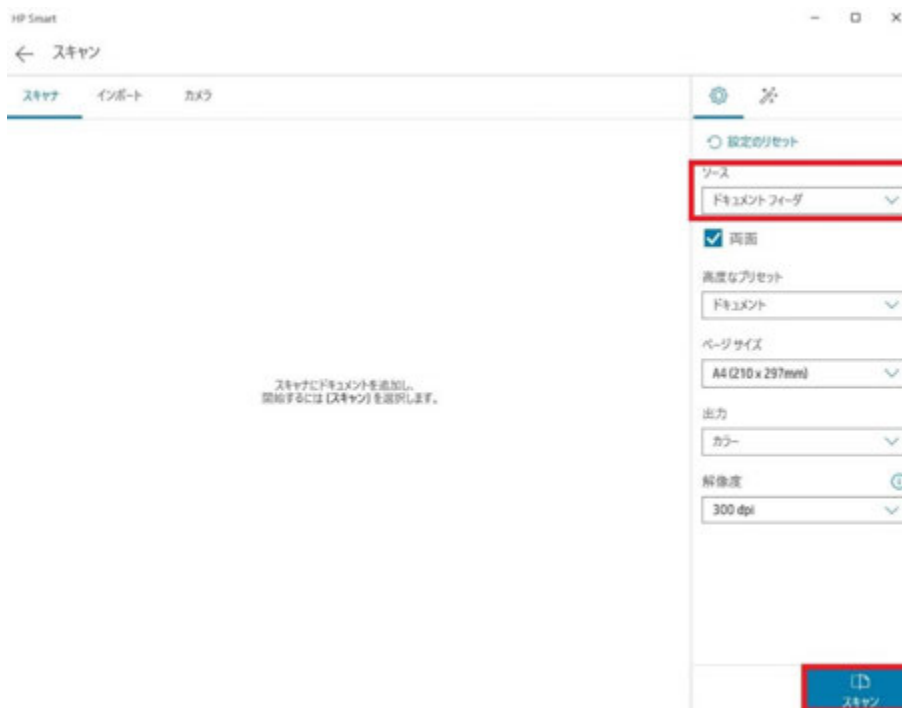 HP Smart
スキャン
スキャナ インポート カメラ
設定のリセット
ソース
ドキュメント フィーダ
両面
高度なプリセット
ドキュメント
ページ サイズ
A4 (210 x 297mm)
出力
カラー
解像度
300 dpi
スキャナにドキュメントを追加し、
開始するには [スキャン] を選択します。
スキャン